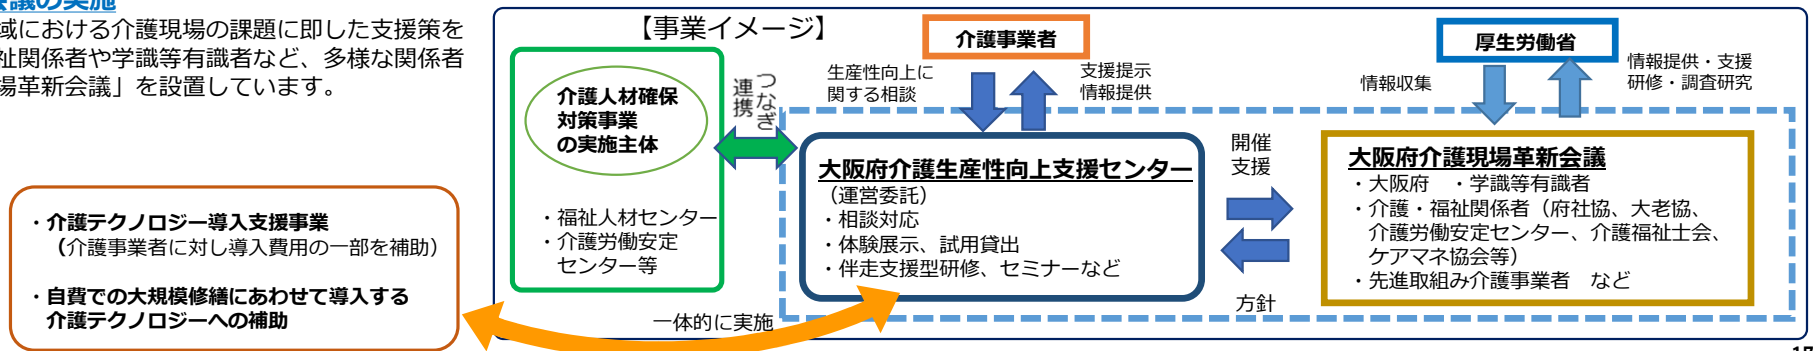 会議の実施
域における介護現場の課題に即した支援策を
祉関係者や学識等有識者など、多様な関係者
場革新会議」を設置しています。
・介護テクノロジー導入支援事業
（介護事業者に対し導入費用の一部を補助）
・自費での大規模修繕にあわせて導入する
介護テクノロジーへの補助
【事業イメージ】
介護人材確保
対策事業
の実施主体
・福祉人材センター
・介護労働安定
センター等
つなぎ
連携
介護事業者
生産性向上に
関する相談
支援提示
情報提供
大阪府介護生産性向上支援センター
（運営委託）
・相談対応
・体験展示、試用貸出
・伴走支援型研修、セミナーなど
一体的に実施
開催
支援
方針
厚生労働省
情報収集
情報提供・支援
研修・調査研究
大阪府介護現場革新会議
・大阪府　・学識等有識者
・介護・福祉関係者（府社協、大老協、
介護労働安定センター、介護福祉士会、
ケアマネ協会等）
・先進取組み介護事業者　など